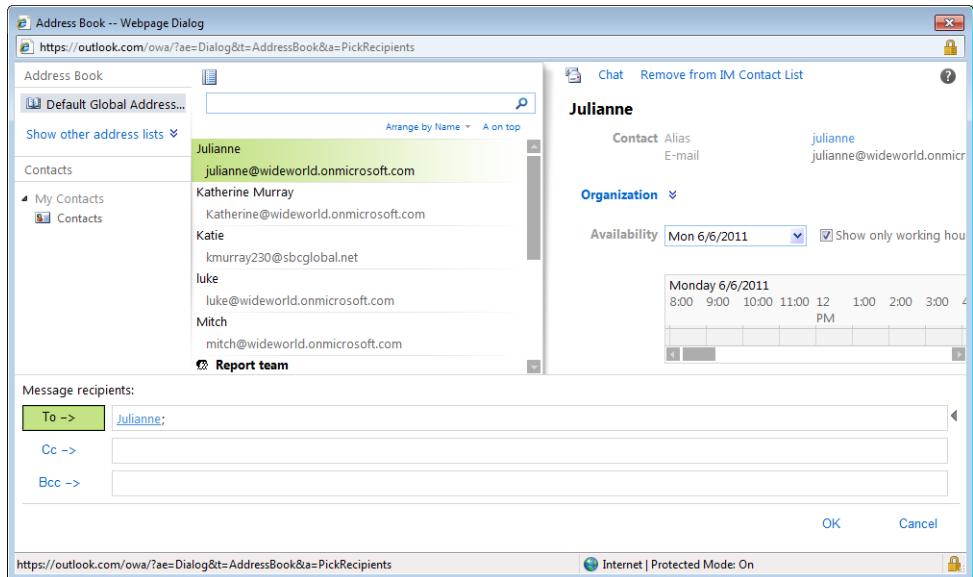 Address Book -- Webpage Dialog
https://outlook.com/owa/?ae=Dialog&t=AddressBook&a=PickRecipients
Address Book
Default Global Address...
Show other address lists
Contacts
My Contacts
Contacts
Arrange by Name A on top
Julianne
julianne@wideworld.onmicrosoft.com
Katherine Murray
Katherine@wideworld.onmicrosoft.com
Katie
kmurray230@sbcglobal.net
luke
luke@wideworld.onmicrosoft.com
Mitch
mitch@wideworld.onmicrosoft.com
Report team
Chat Remove from IM Contact List
Julianne
Contact Alias julianne
E-mail julianne@wideworld.onmicr
Organization
Availability Mon 6/6/2011 Show only working hou
Monday 6/6/2011
8:00 9:00 10:00 11:00 12 1:00 2:00 3:00 4
PM
Message recipients:
To –> Julianne;
Cc –>
Bcc –>
OK Cancel
https://outlook.com/owa/?ae=Dialog&t=AddressBook&a=PickRecipients Internet | Protected Mode: On